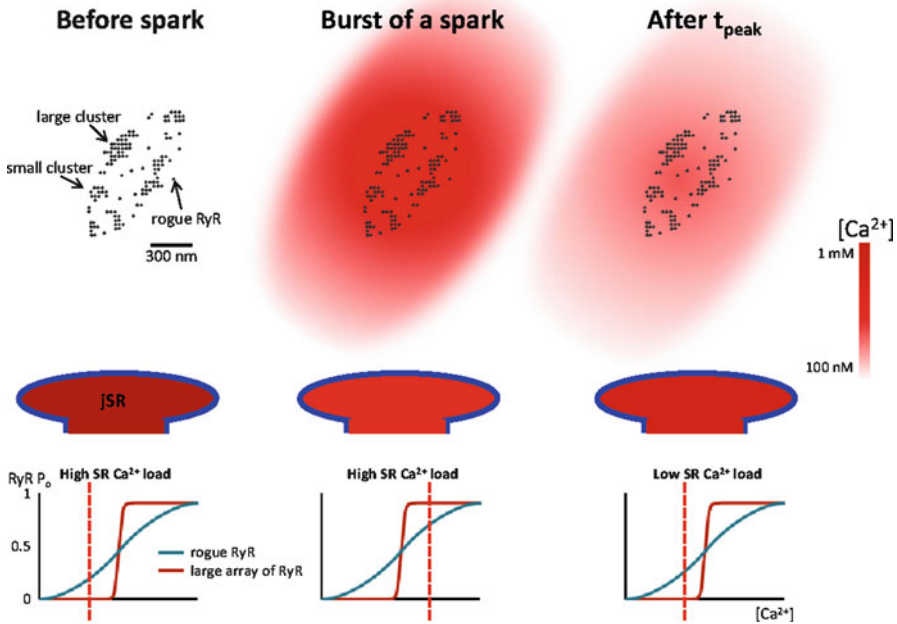 Before spark
Burst of a spark
After t_peak
large cluster
small cluster
rogue RyR
300 nm
[Ca²⁺]
1 mM
100 nM
jSR
RyR Pₒ
High SR Ca²⁺ load
High SR Ca²⁺ load
Low SR Ca²⁺ load
1
0.5
0
rogue RyR
large array of RyR
[Ca²⁺]